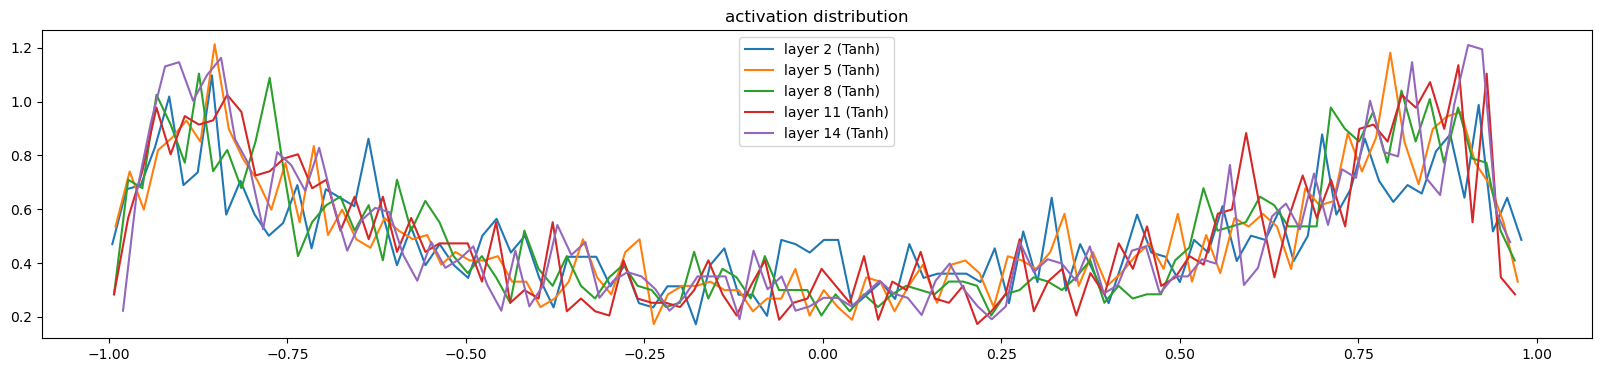 activation distribution
layer 2 (Tanh)
layer 5 (Tanh)
layer 8 (Tanh)
layer 11 (Tanh)
layer 14 (Tanh)
1.2
1.0
0.8
0.6
0.4
0.2
−1.00 −0.75 −0.50 −0.25 0.00 0.25 0.50 0.75 1.00